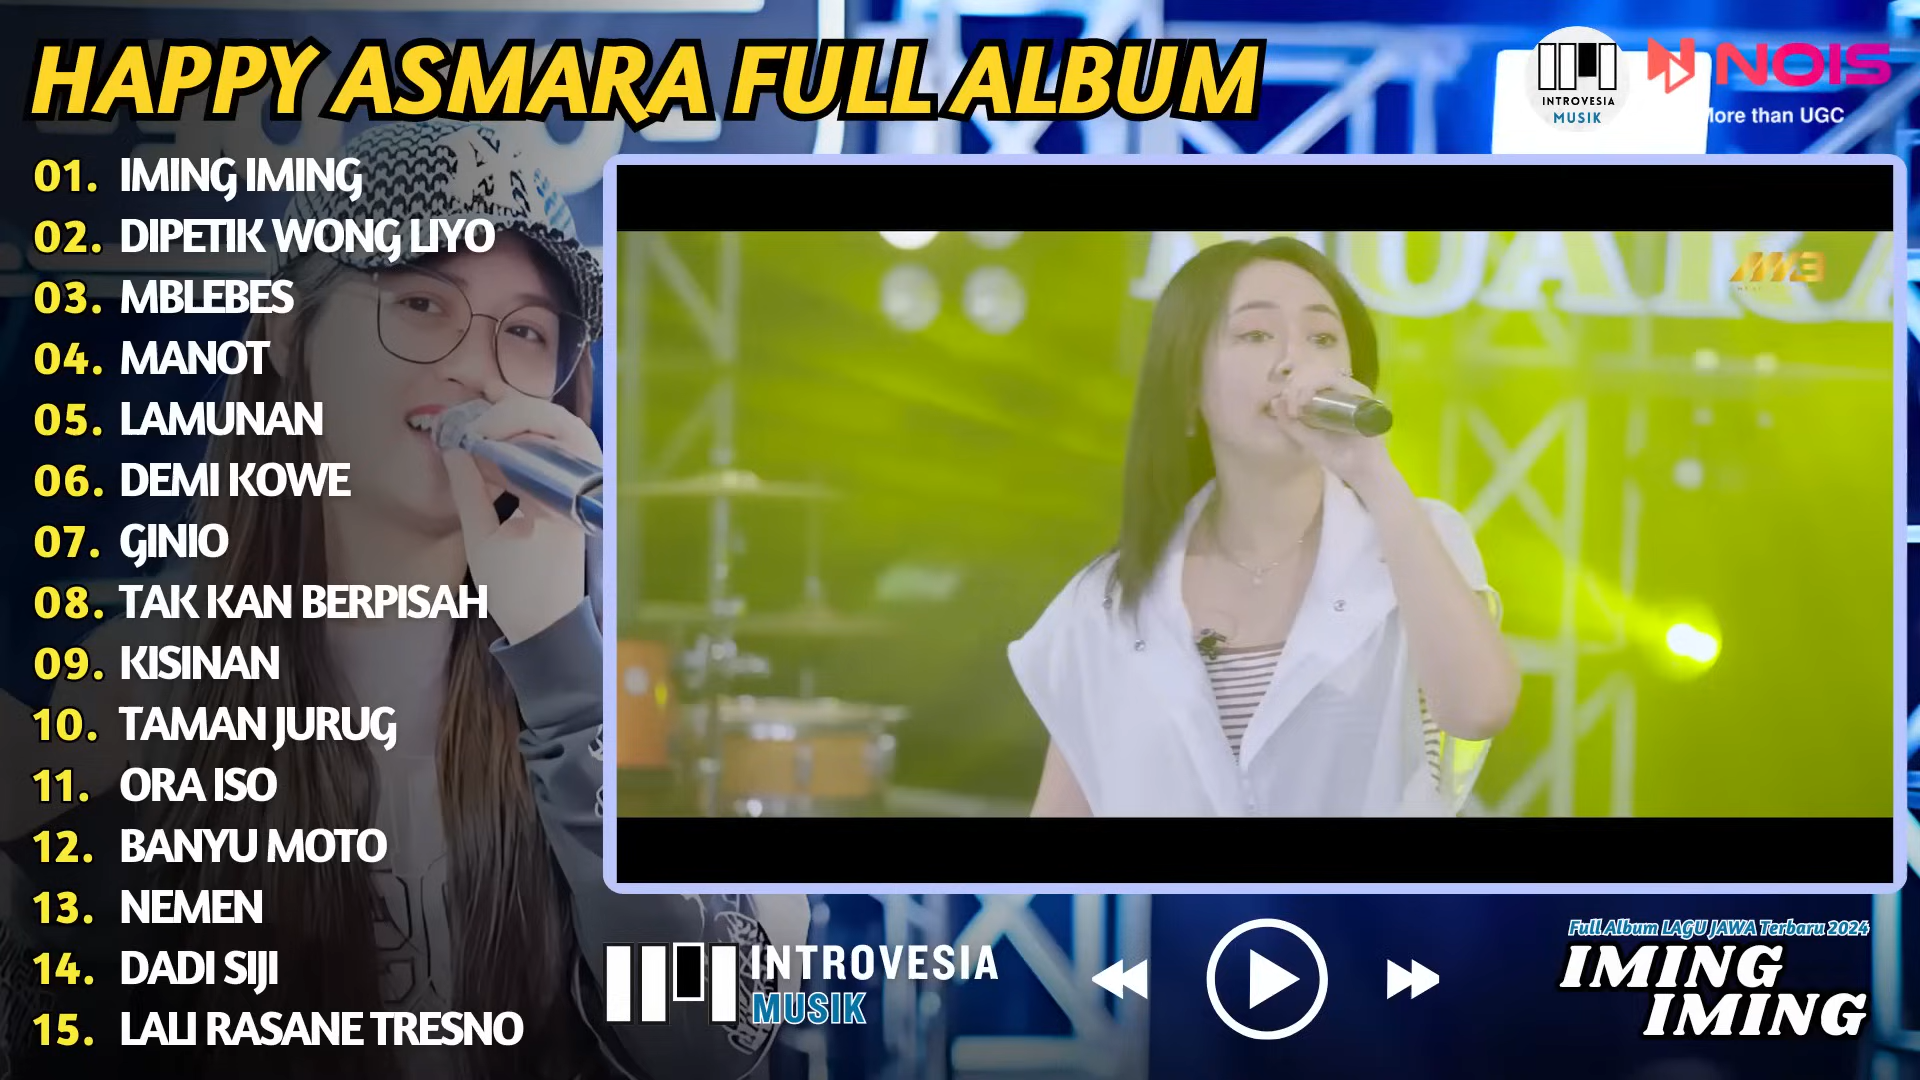 HAPPY ASMARA FULL ALBUM
INTROVESIA
MUSIK
NOIS
More than UGC
01. IMING IMING
02. DIPETIK WONG LIYO
03. MBLEBES
04. MANOT
05. LAMUNAN
06. DEMI KOWE
07. GINIO
08. TAK KAN BERPISAH
09. KISINAN
10. TAMAN JURUG
11. ORA ISO
12. BANYU MOTO
13. NEMEN
14. DADI SIJI
15. LALI RASANE TRESNO
INTROVESIA
MUSIK
Full Album LAGU JAWA Terbaru 2024
IMING
IMING